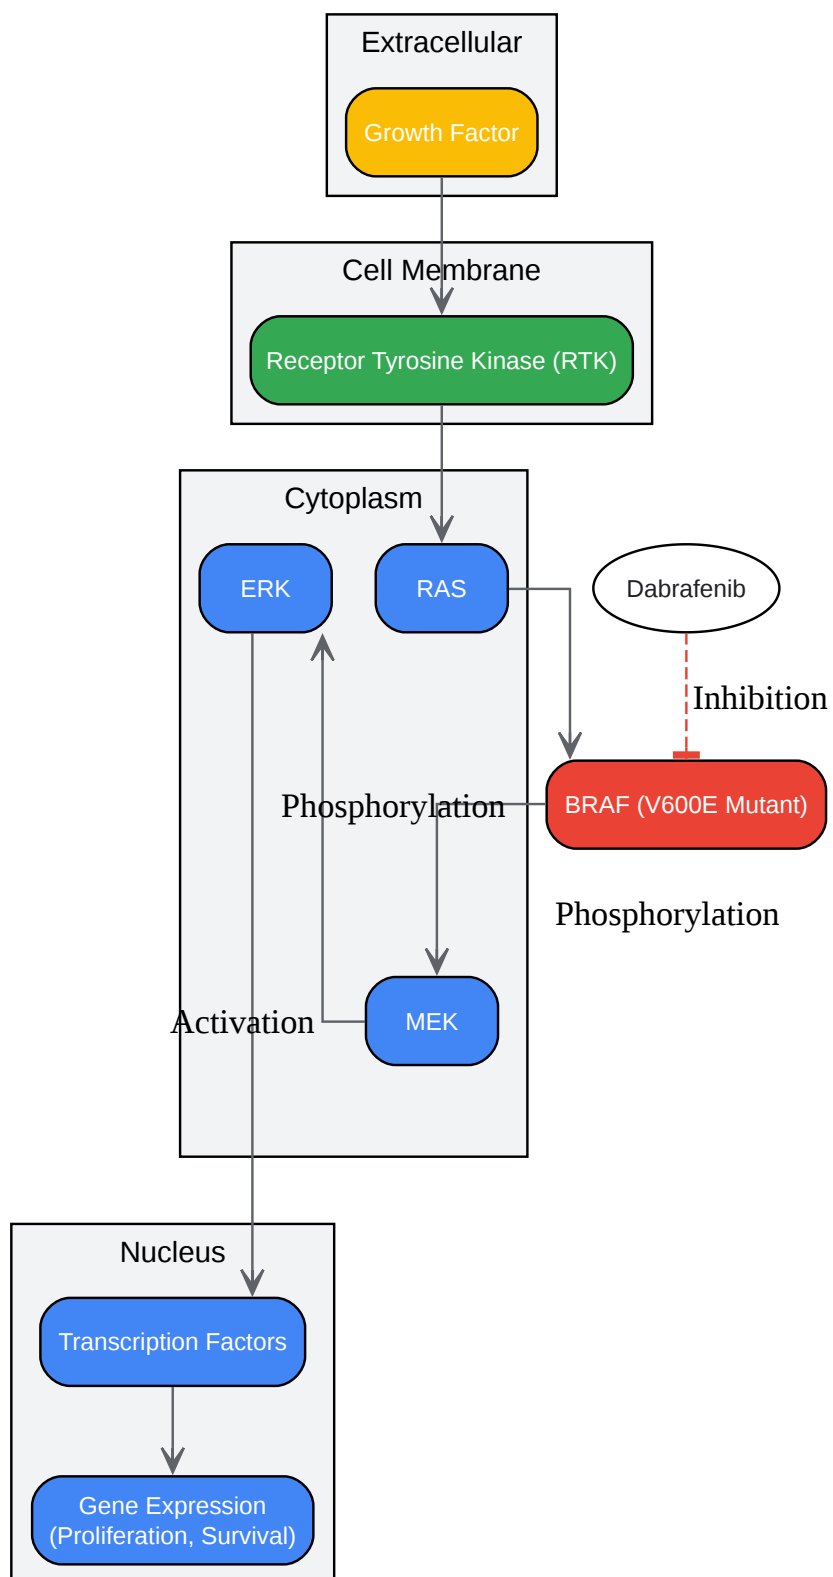 Extracellular
Growth Factor
Cell Membrane
Receptor Tyrosine Kinase (RTK)
Cytoplasm
ERK
RAS
Dabrafenib
Inhibition
Phosphorylation
BRAF (V600E Mutant)
Phosphorylation
Activation
MEK
Nucleus
Transcription Factors
Gene Expression
(Proliferation, Survival)